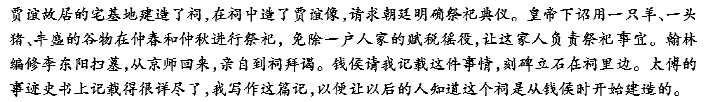 贾谊故居的宅基地建造了祠,在祠中造了贾谊像,请求朝廷明确祭祀典仪。皇帝下诏用一只羊、一头
猪、丰盛的谷物在仲春和仲秋进行祭祀,免除一户人家的赋税徭役,让这家人负责祭祀事宜。翰林
编修李东阳扫墓,从京师回来,亲自到祠拜谒。钱侯请我记载这件事情,刻碑立石在祠里边。太傅的
事迹史书上记载得很详尽了,我写作这篇记,以便让以后的人知道这个祠是从钱侯时开始建造的。